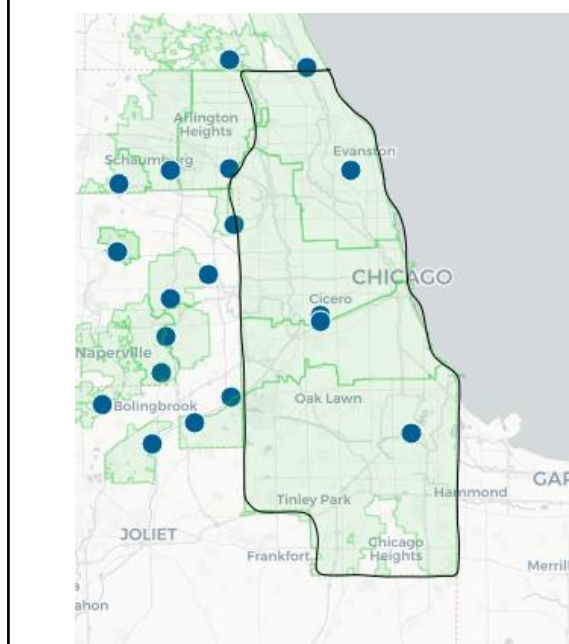 Arlington
Heights
Schaumburg
Evanston
CHICAGO
Cicero
Naperville
Bolingbrook
Oak Lawn
GAR
Tinley Park
Hammond
JOLIET
Frankfort
Chicago
Heights
Merril
a
ahon